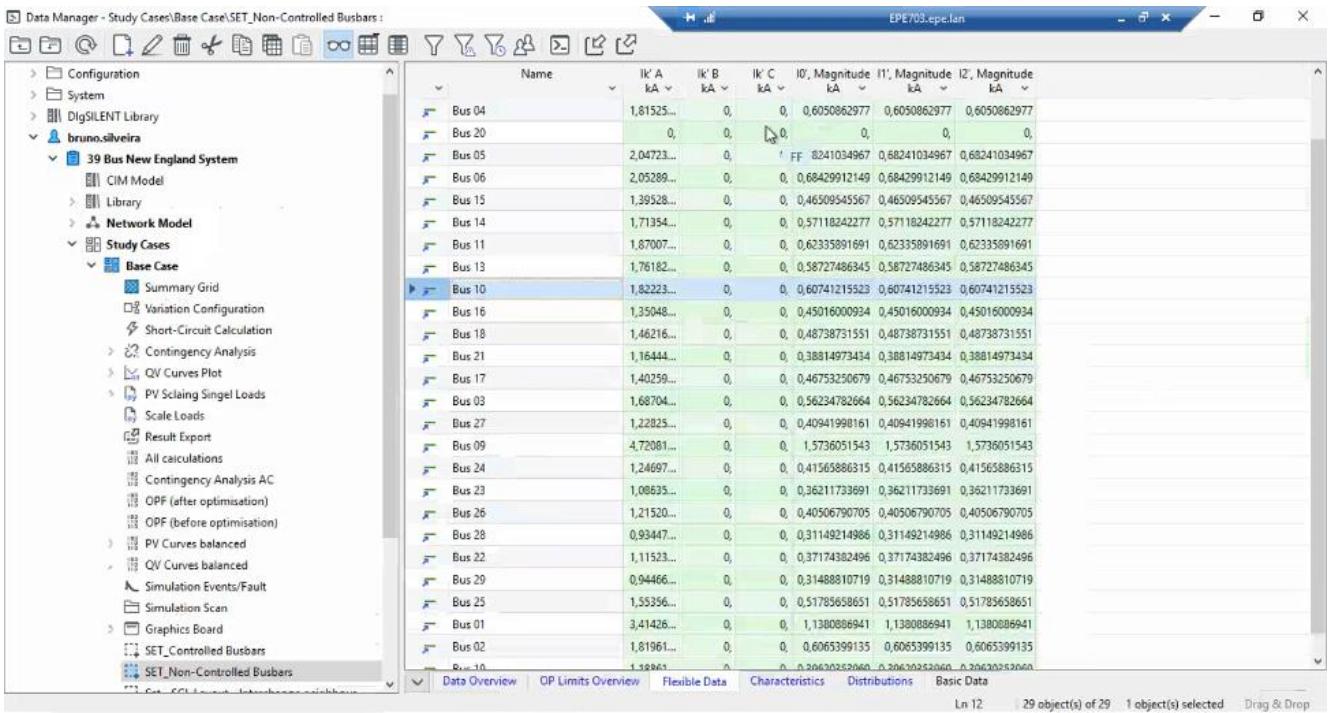 Data Manager - Study Cases\Base Case\SET_Non-Controlled Busbars :
EPE703.epe.lan
Configuration
System
DIgSILENT Library
bruno.silveira
39 Bus New England System
CIM Model
Library
Network Model
Study Cases
Base Case
Summary Grid
Variation Configuration
Short-Circuit Calculation
Contingency Analysis
QV Curves Plot
PV Sclaing Singel Loads
Scale Loads
Result Export
All calculations
Contingency Analysis AC
OPF (after optimisation)
OPF (before optimisation)
PV Curves balanced
QV Curves balanced
Simulation Events/Fault
Simulation Scan
Graphics Board
SET_Controlled Busbars
SET_Non-Controlled Busbars
Name Ik' A Ik' B Ik' C I0', Magnitude I1', Magnitude I2', Magnitude
kA kA kA kA kA kA
Bus 04 1,81525... 0, 0, 0,6050862977 0,6050862977 0,6050862977
Bus 20 0, 0, 0, 0, 0, 0,
Bus 05 2,04723... 0, FF 8241034967 0,68241034967 0,68241034967
Bus 06 2,05289... 0, 0, 0,68429912149 0,68429912149 0,68429912149
Bus 15 1,39528... 0, 0, 0,46509545567 0,46509545567 0,46509545567
Bus 14 1,71354... 0, 0, 0,57118242277 0,57118242277 0,57118242277
Bus 11 1,87007... 0, 0, 0,62335891691 0,62335891691 0,62335891691
Bus 13 1,76182... 0, 0, 0,58727486345 0,58727486345 0,58727486345
Bus 10 1,82223... 0, 0, 0,60741215523 0,60741215523 0,60741215523
Bus 16 1,35048... 0, 0, 0,45016000934 0,45016000934 0,45016000934
Bus 18 1,46216... 0, 0, 0,48738731551 0,48738731551 0,48738731551
Bus 21 1,16444... 0, 0, 0,38814973434 0,38814973434 0,38814973434
Bus 17 1,40259... 0, 0, 0,46753250679 0,46753250679 0,46753250679
Bus 03 1,68704... 0, 0, 0,56234782664 0,56234782664 0,56234782664
Bus 27 1,22825... 0, 0, 0,40941998161 0,40941998161 0,40941998161
Bus 09 4,72081... 0, 0, 1,5736051543 1,5736051543 1,5736051543
Bus 24 1,24697... 0, 0, 0,41565886315 0,41565886315 0,41565886315
Bus 23 1,08635... 0, 0, 0,36211733691 0,36211733691 0,36211733691
Bus 26 1,21520... 0, 0, 0,40506790705 0,40506790705 0,40506790705
Bus 28 0,93447... 0, 0, 0,31149214986 0,31149214986 0,31149214986
Bus 22 1,11523... 0, 0, 0,37174382496 0,37174382496 0,37174382496
Bus 29 0,94466... 0, 0, 0,31488810719 0,31488810719 0,31488810719
Bus 25 1,55356... 0, 0, 0,51785658651 0,51785658651 0,51785658651
Bus 01 3,41426... 0, 0, 1,1380886941 1,1380886941 1,1380886941
Bus 02 1,81961... 0, 0, 0,6065399135 0,6065399135 0,6065399135
Data Overview OP Limits Overview Flexible Data Characteristics Distributions Basic Data
Ln 12 29 object(s) of 29 1 object(s) selected Drag & Drop